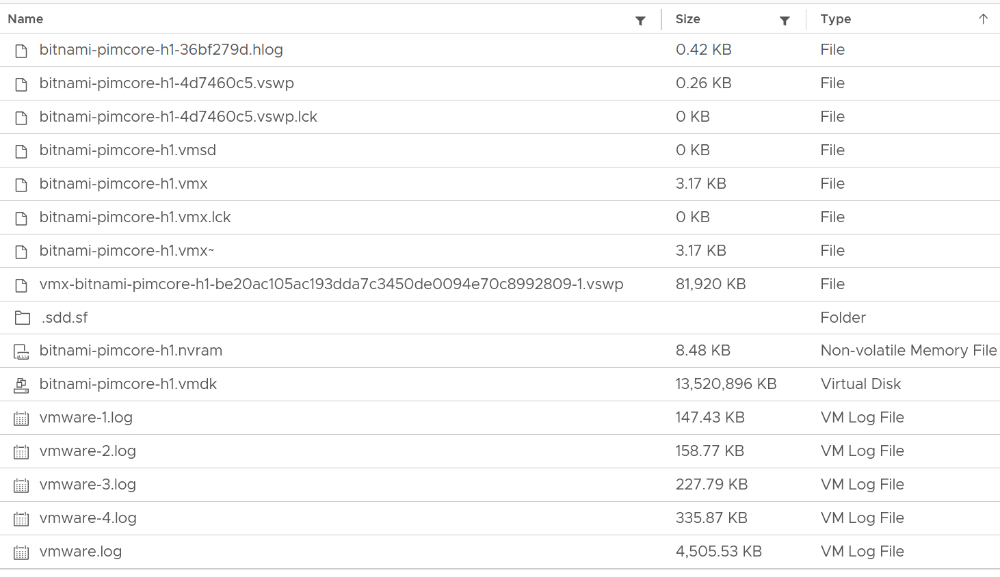 Name Size Type
bitnami-pimcore-h1-36bf279d.hlog 0.42 KB File
bitnami-pimcore-h1-4d7460c5.vswp 0.26 KB File
bitnami-pimcore-h1-4d7460c5.vswp.lck 0 KB File
bitnami-pimcore-h1.vmsd 0 KB File
bitnami-pimcore-h1.vmx 3.17 KB File
bitnami-pimcore-h1.vmx.lck 0 KB File
bitnami-pimcore-h1.vmx~ 3.17 KB File
vmx-bitnami-pimcore-h1-be20ac105ac193dda7c3450de0094e70c8992809-1.vswp 81,920 KB File
.sdd.sf Folder
bitnami-pimcore-h1.nvram 8.48 KB Non-volatile Memory File
bitnami-pimcore-h1.vmdk 13,520,896 KB Virtual Disk
vmware-1.log 147.43 KB VM Log File
vmware-2.log 158.77 KB VM Log File
vmware-3.log 227.79 KB VM Log File
vmware-4.log 335.87 KB VM Log File
vmware.log 4,505.53 KB VM Log File